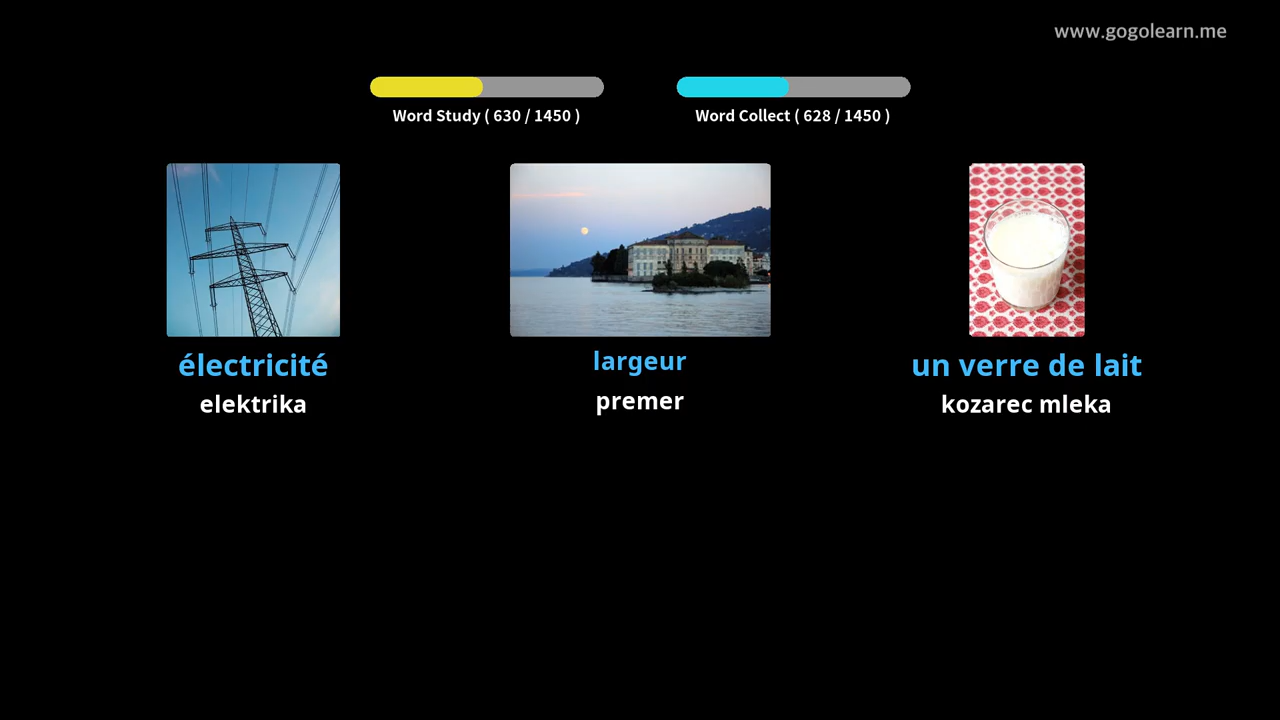 www.gogolearn.me
Word Study ( 630 / 1450 )
Word Collect ( 628 / 1450 )
électricité
elektrika
largeur
premer
un verre de lait
kozarec mleka